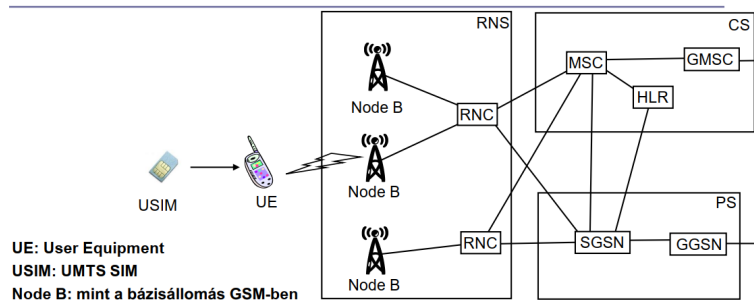 RNS
CS
MSC
GMSC
HLR
Node B
RNC
Node B
USIM
UE
PS
RNC
SGSN
GGSN
Node B
UE: User Equipment
USIM: UMTS SIM
Node B: mint a bázisállomás GSM-ben